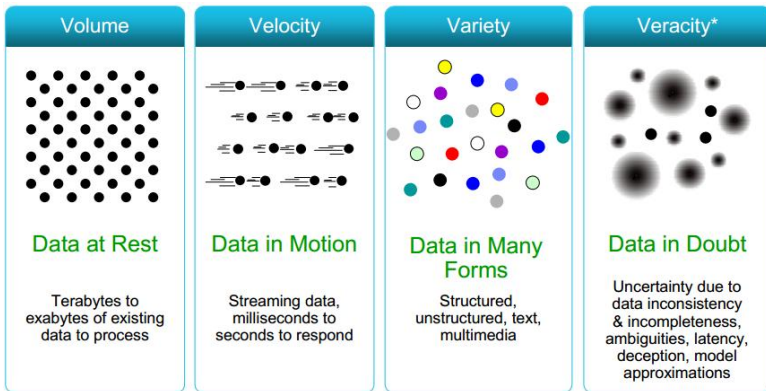 Volume
Data at Rest
Terabytes to
exabytes of existing
data to process
Velocity
Data in Motion
Streaming data,
milliseconds to
seconds to respond
Variety
Data in Many
Forms
Structured,
unstructured, text,
multimedia
Veracity*
Data in Doubt
Uncertainty due to
data inconsistency
& incompleteness,
ambiguities, latency,
deception, model
approximations